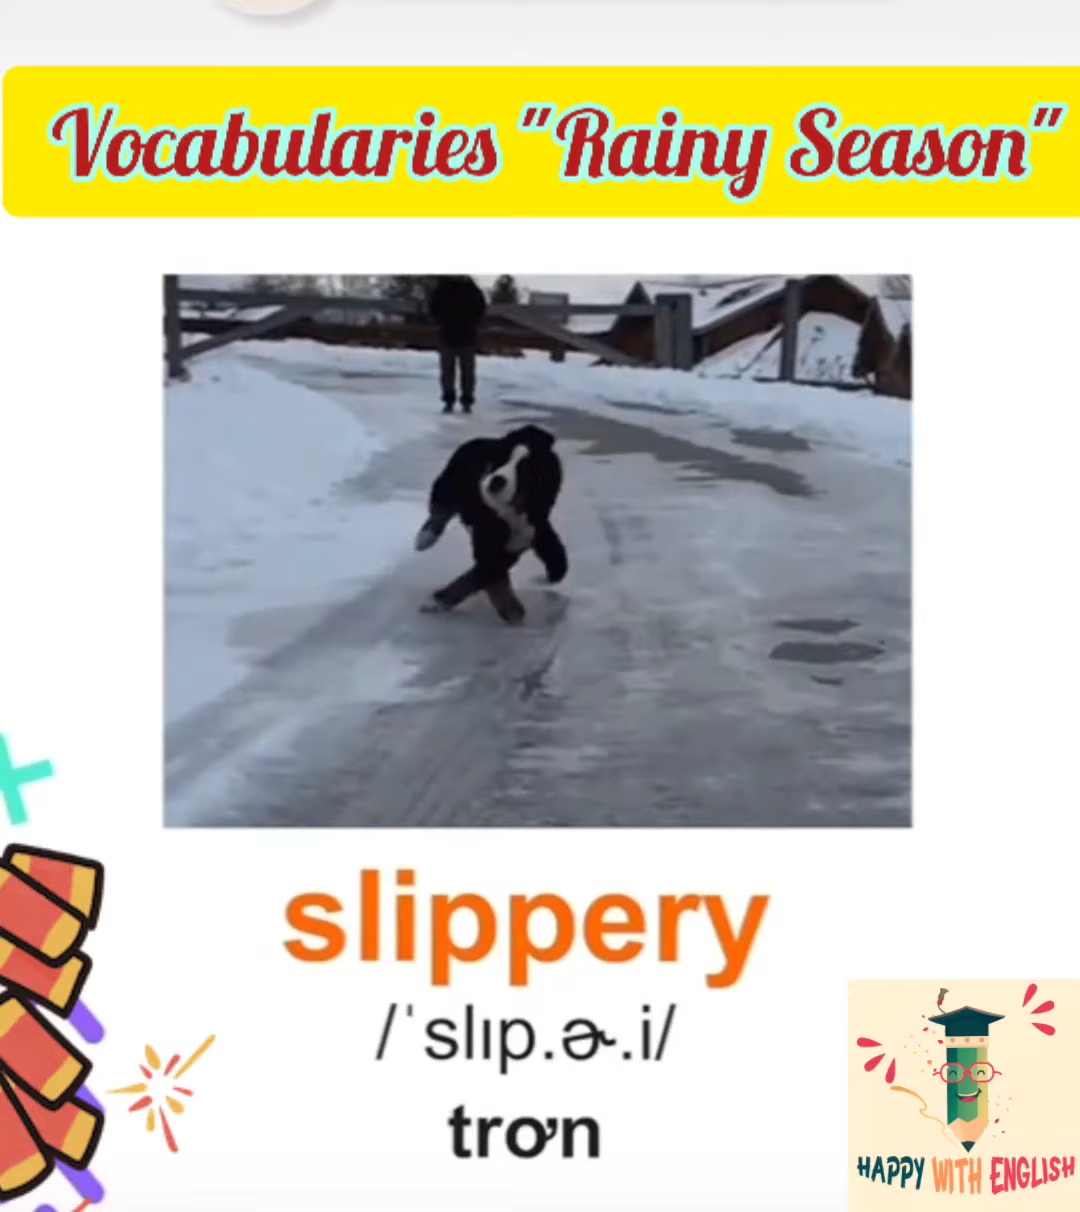 Vocabularies "Rainy Season"
slippery
/ˈslɪp.ɚ.i/
trơn
HAPPY WITH ENGLISH